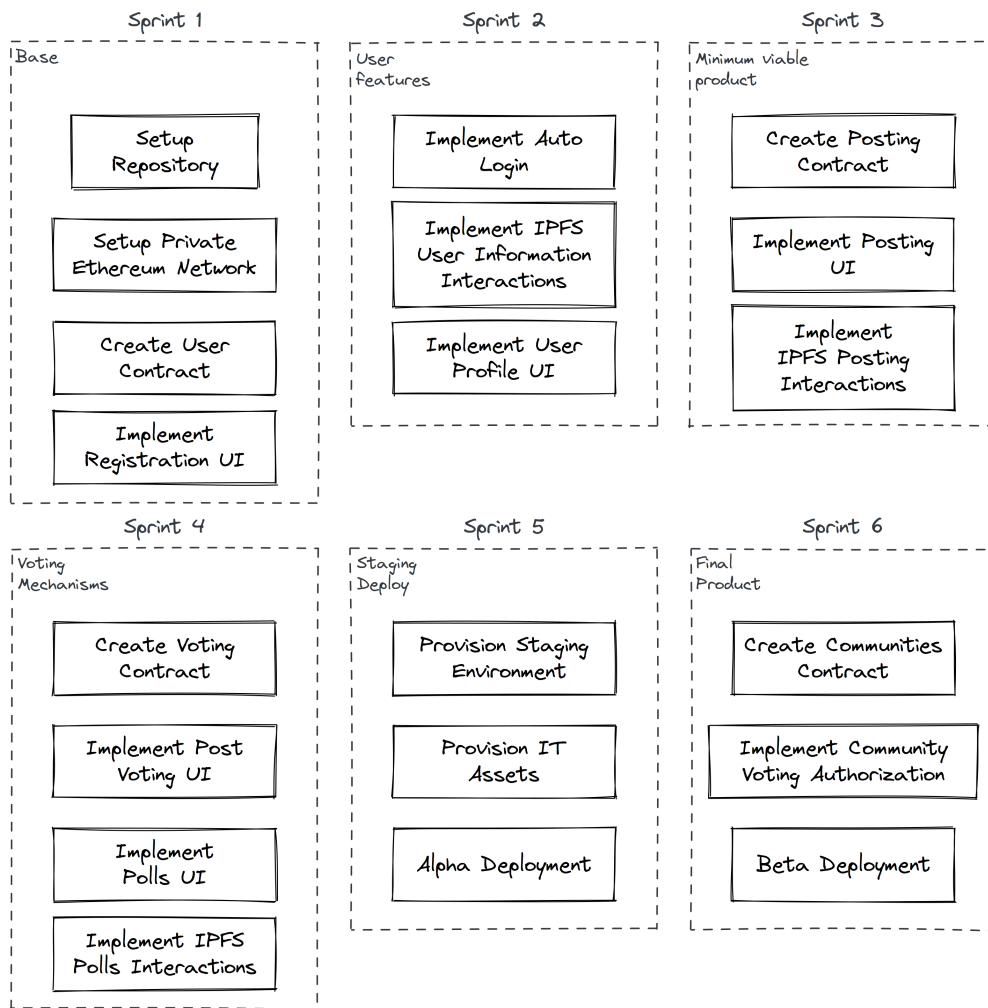 Sprint 1
Base
Setup
Repository
Setup Private
Ethereum Network
Create User
Contract
Implement
Registration UI
Sprint 2
User
features
Implement Auto
Login
Implement IPFS
User Information
Interactions
Implement User
Profile UI
Sprint 3
Minimum viable
product
Create Posting
Contract
Implement Posting
UI
Implement
IPFS Posting
Interactions
Sprint 4
Voting
Mechanisms
Create Voting
Contract
Implement Post
Voting UI
Implement
Polls UI
Implement IPFS
Polls Interactions
Sprint 5
Staging
Deploy
Provision Staging
Environment
Provision IT
Assets
Alpha Deployment
Sprint 6
Final
Product
Create Communities
Contract
Implement Community
Voting Authorization
Beta Deployment